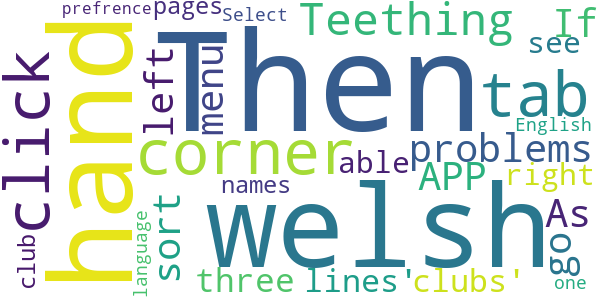 prefrence
pages
Select
Teething
If
see
Then
hand
click
left
menu
tab
corner
able
problems
English
welsh
names
APP
right
As
sort
club
language
go
three
lines'
clubs'
one